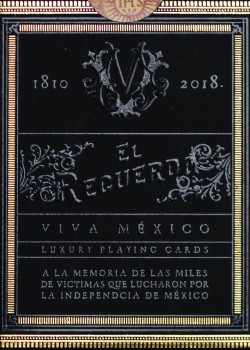 1810 V 2018.
EL
RECUERDO
VIVA MÉXICO
LUXURY PLAYING CARDS
A LA MEMORIA DE LAS MILES
DE VICTIMAS QUE LUCHARON POR
LA INDEPENDCIA DE MÉXICO